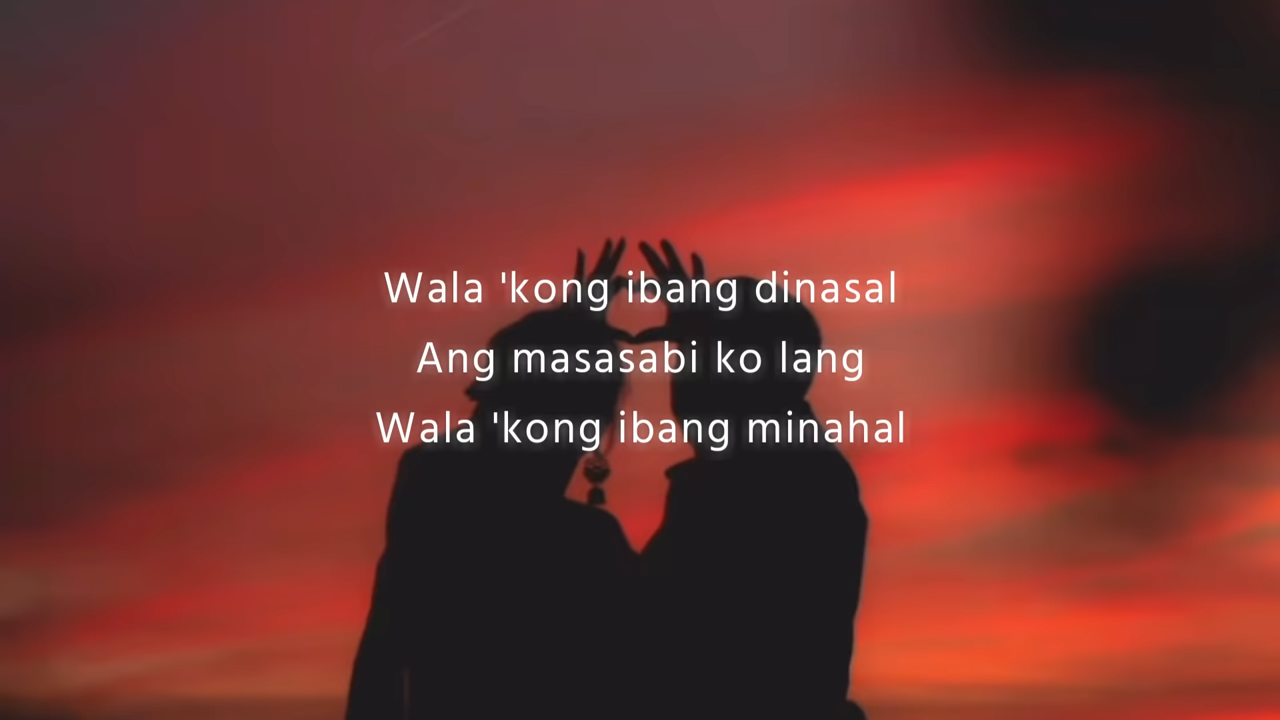 Wala 'kong ibang dinasal
Ang masasabi ko lang
Wala 'kong ibang minahal